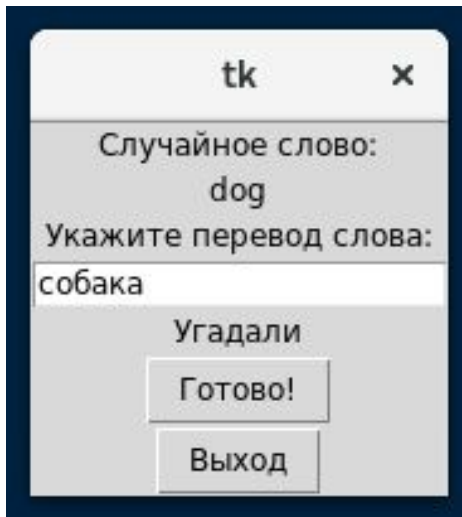 tk
Случайное слово:
dog
Укажите перевод слова:
собака
Угадали
Готово!
Выход